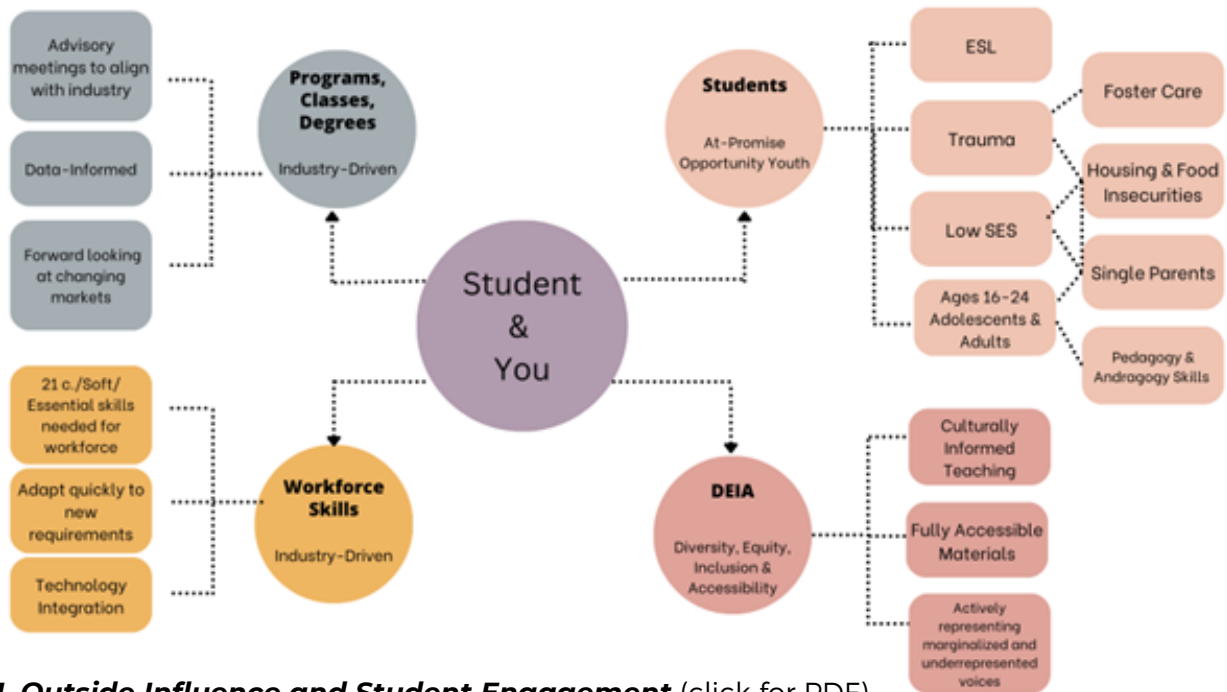 Advisory
meetings to align
with industry
Data-Informed
Forward looking
at changing
markets
Programs,
Classes,
Degrees
Industry-Driven
Students
At-Promise
Opportunity Youth
ESL
Trauma
Low SES
Ages 16-24
Adolescents &
Adults
Foster Care
Housing & Food
Insecurities
Single Parents
Pedagogy &
Andragogy Skills
Student
&
You
21 c./Soft/
Essential skills
needed for
workforce
Adapt quickly to
new
requirements
Technology
Integration
Workforce
Skills
Industry-Driven
DEIA
Diversity, Equity,
Inclusion &
Accessibility
Culturally
Informed
Teaching
Fully Accessible
Materials
Actively
representing
marginalized and
underrepresented
voices
Outside Influence and Student Engagement (click for PDF)